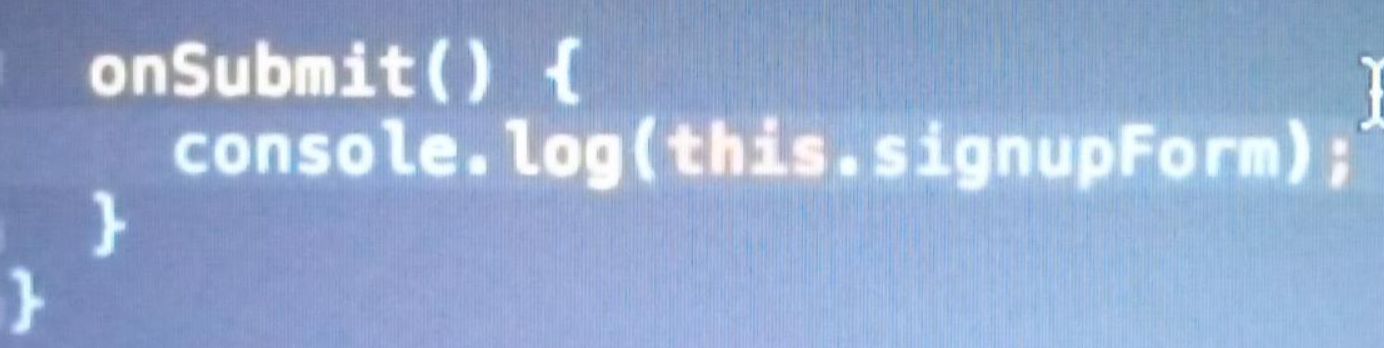 onSubmit() {
console.log(this.signupForm);
}
}